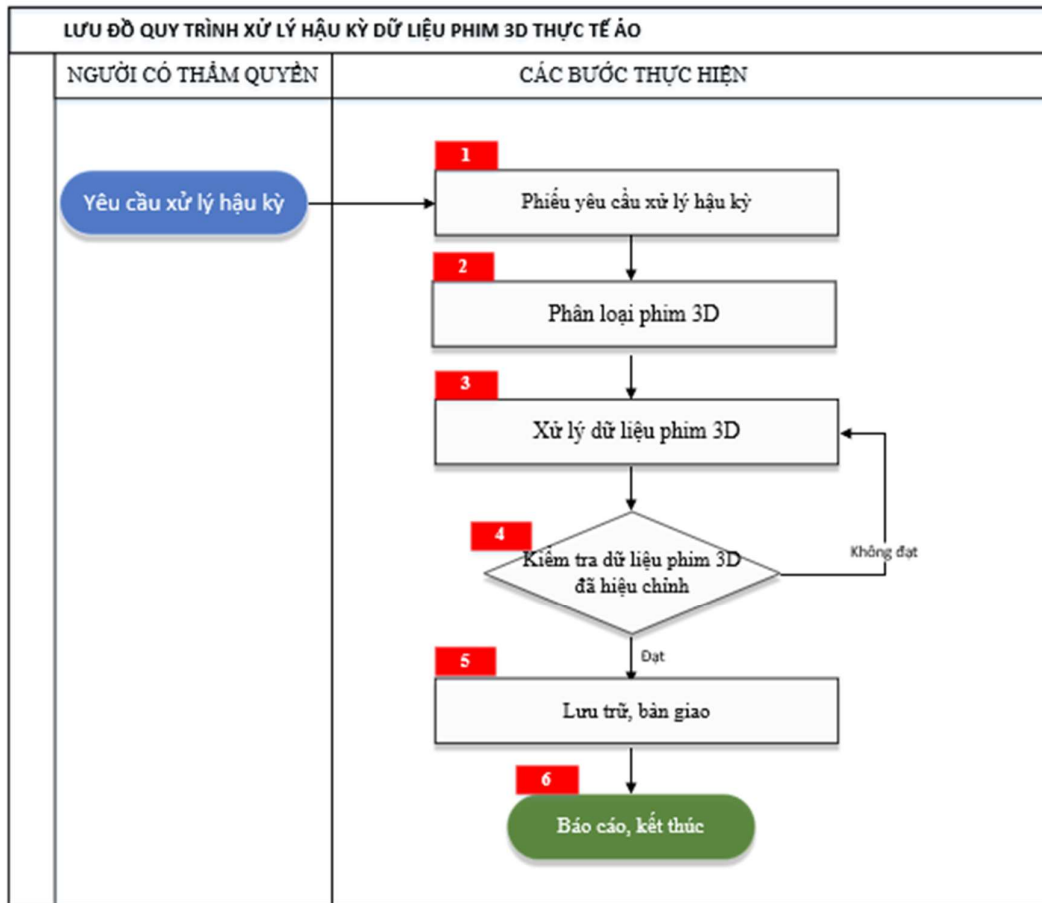 LƯU ĐỒ QUY TRÌNH XỬ LÝ HẬU KỲ DỮ LIỆU PHIM 3D THỰC TẾ ẢO
NGƯỜI CÓ THẨM QUYỀN
CÁC BƯỚC THỰC HIỆN
Yêu cầu xử lý hậu kỳ
1
Phiếu yêu cầu xử lý hậu kỳ
2
Phân loại phim 3D
3
Xử lý dữ liệu phim 3D
4
Kiểm tra dữ liệu phim 3D
đã hiệu chỉnh
Không đạt
Đạt
5
Lưu trữ, bàn giao
6
Báo cáo, kết thúc